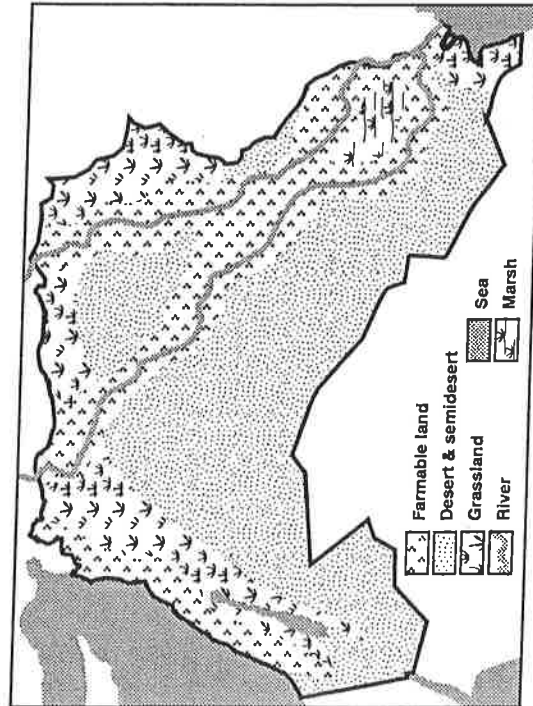 Farmable land
Desert & semidesert
Grassland
River
Sea
Marsh